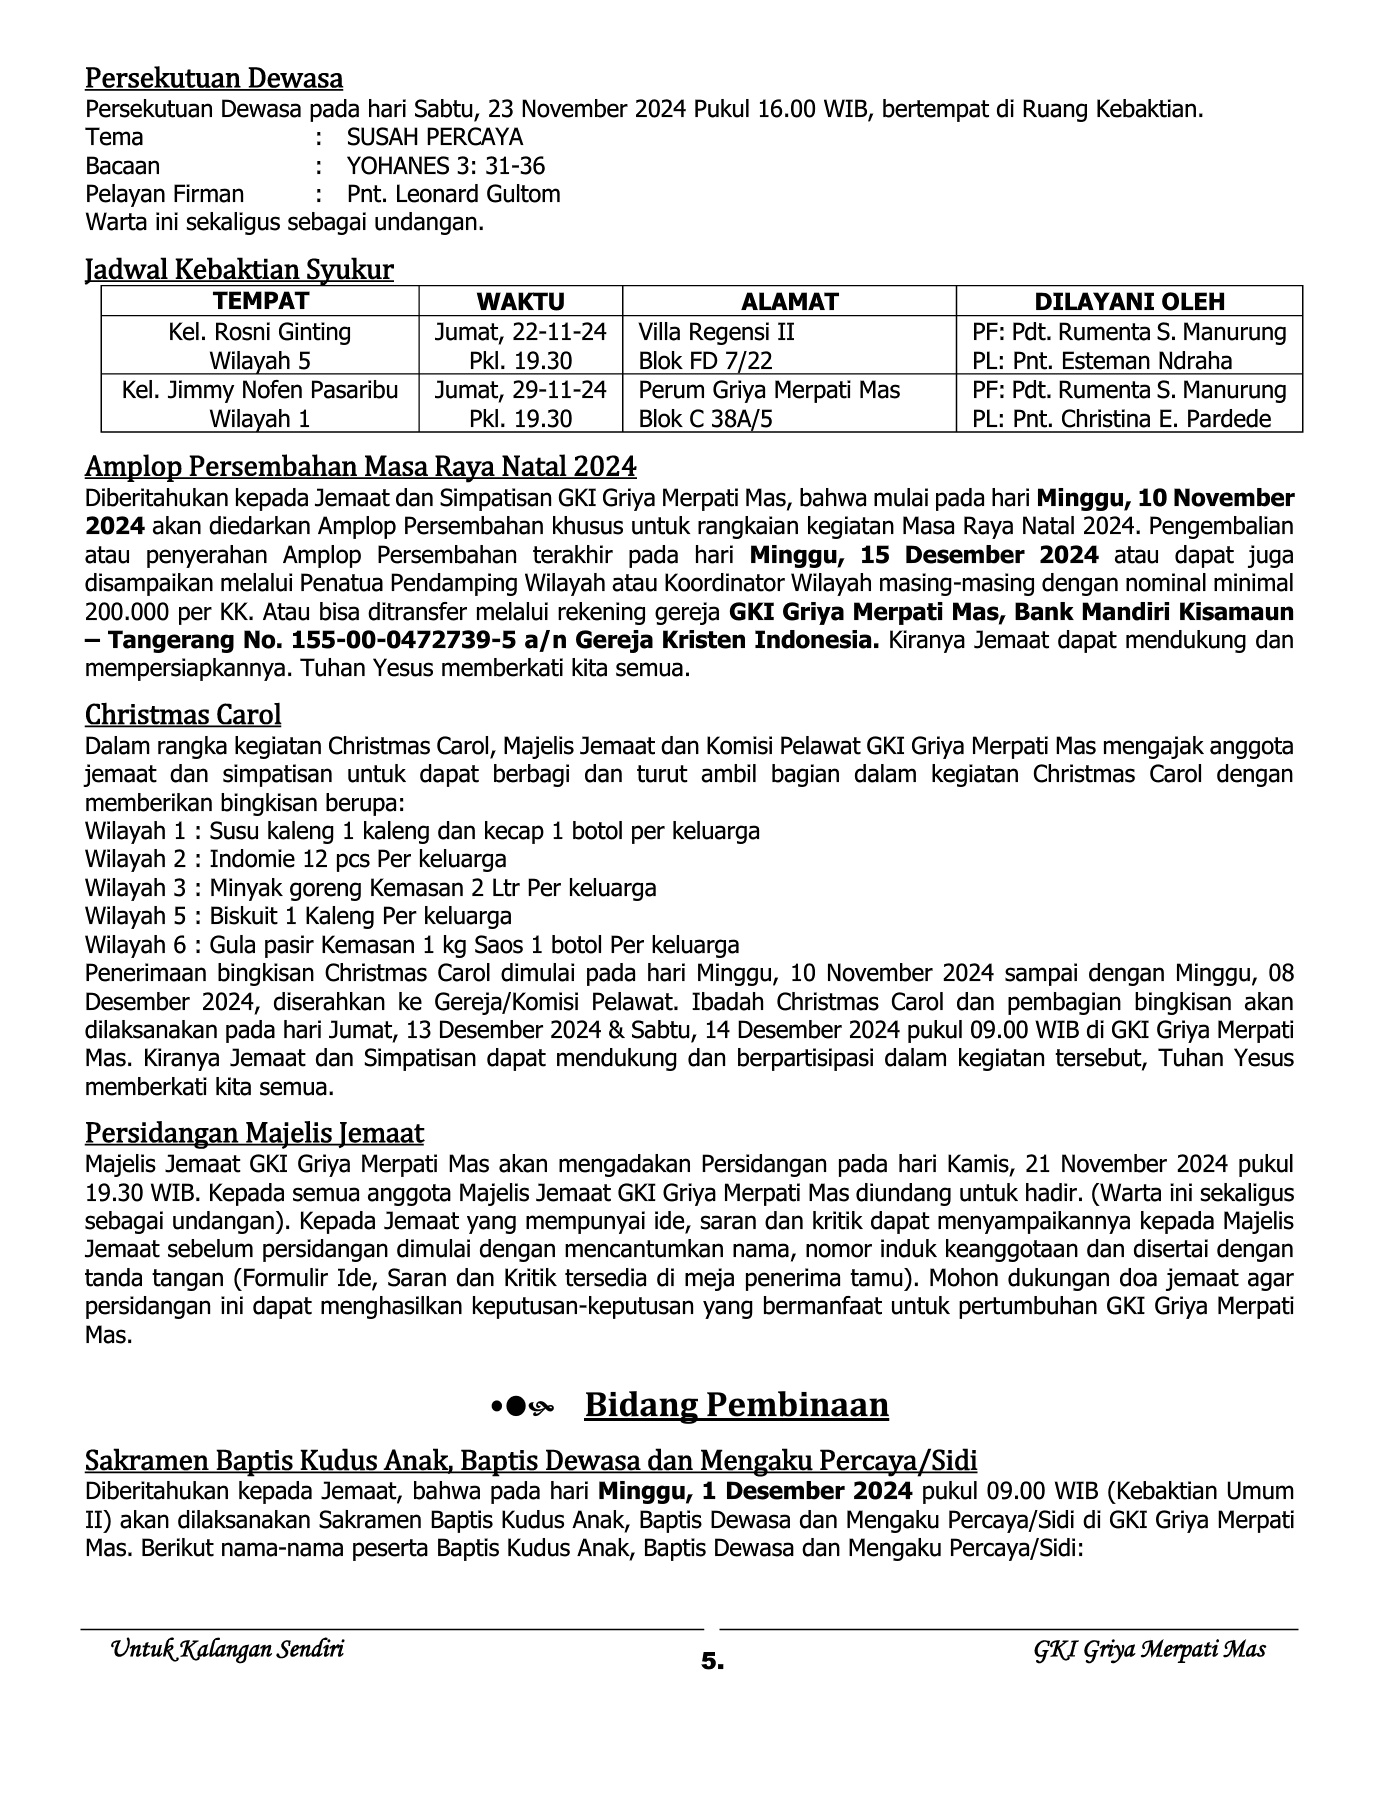 Persekutuan Dewasa
Persekutuan Dewasa pada hari Sabtu, 23 November 2024 Pukul 16.00 WIB, bertempat di Ruang Kebaktian.
Tema : SUSAH PERCAYA
Bacaan : YOHANES 3: 31-36
Pelayan Firman : Pnt. Leonard Gultom
Warta ini sekaligus sebagai undangan.
Jadwal Kebaktian Syukur
TEMPAT WAKTU ALAMAT DILAYANI OLEH
Kel. Rosni Ginting Jumat, 22-11-24 Villa Regensi II PF: Pdt. Rumenta S. Manurung
Wilayah 5 Pkl. 19.30 Blok FD 7/22 PL: Pnt. Esteman Ndraha
Kel. Jimmy Nofen Pasaribu Jumat, 29-11-24 Perum Griya Merpati Mas PF: Pdt. Rumenta S. Manurung
Wilayah 1 Pkl. 19.30 Blok C 38A/5 PL: Pnt. Christina E. Pardede
Amplop Persembahan Masa Raya Natal 2024
Diberitahukan kepada Jemaat dan Simpatisan GKI Griya Merpati Mas, bahwa mulai pada hari Minggu, 10 November
2024 akan diedarkan Amplop Persembahan khusus untuk rangkaian kegiatan Masa Raya Natal 2024. Pengembalian
atau penyerahan Amplop Persembahan terakhir pada hari Minggu, 15 Desember 2024 atau dapat juga
disampaikan melalui Penatua Pendamping Wilayah atau Koordinator Wilayah masing-masing dengan nominal minimal
200.000 per KK. Atau bisa ditransfer melalui rekening gereja GKI Griya Merpati Mas, Bank Mandiri Kisamaun
– Tangerang No. 155-00-0472739-5 a/n Gereja Kristen Indonesia. Kiranya Jemaat dapat mendukung dan
mempersiapkannya. Tuhan Yesus memberkati kita semua.
Christmas Carol
Dalam rangka kegiatan Christmas Carol, Majelis Jemaat dan Komisi Pelawat GKI Griya Merpati Mas mengajak anggota
jemaat dan simpatisan untuk dapat berbagi dan turut ambil bagian dalam kegiatan Christmas Carol dengan
memberikan bingkisan berupa:
Wilayah 1 : Susu kaleng 1 kaleng dan kecap 1 botol per keluarga
Wilayah 2 : Indomie 12 pcs Per keluarga
Wilayah 3 : Minyak goreng Kemasan 2 Ltr Per keluarga
Wilayah 5 : Biskuit 1 Kaleng Per keluarga
Wilayah 6 : Gula pasir Kemasan 1 kg Saos 1 botol Per keluarga
Penerimaan bingkisan Christmas Carol dimulai pada hari Minggu, 10 November 2024 sampai dengan Minggu, 08
Desember 2024, diserahkan ke Gereja/Komisi Pelawat. Ibadah Christmas Carol dan pembagian bingkisan akan
dilaksanakan pada hari Jumat, 13 Desember 2024 & Sabtu, 14 Desember 2024 pukul 09.00 WIB di GKI Griya Merpati
Mas. Kiranya Jemaat dan Simpatisan dapat mendukung dan berpartisipasi dalam kegiatan tersebut, Tuhan Yesus
memberkati kita semua.
Persidangan Majelis Jemaat
Majelis Jemaat GKI Griya Merpati Mas akan mengadakan Persidangan pada hari Kamis, 21 November 2024 pukul
19.30 WIB. Kepada semua anggota Majelis Jemaat GKI Griya Merpati Mas diundang untuk hadir. (Warta ini sekaligus
sebagai undangan). Kepada Jemaat yang mempunyai ide, saran dan kritik dapat menyampaikannya kepada Majelis
Jemaat sebelum persidangan dimulai dengan mencantumkan nama, nomor induk keanggotaan dan disertai dengan
tanda tangan (Formulir Ide, Saran dan Kritik tersedia di meja penerima tamu). Mohon dukungan doa jemaat agar
persidangan ini dapat menghasilkan keputusan-keputusan yang bermanfaat untuk pertumbuhan GKI Griya Merpati
Mas.
Bidang Pembinaan
Sakramen Baptis Kudus Anak, Baptis Dewasa dan Mengaku Percaya/Sidi
Diberitahukan kepada Jemaat, bahwa pada hari Minggu, 1 Desember 2024 pukul 09.00 WIB (Kebaktian Umum
II) akan dilaksanakan Sakramen Baptis Kudus Anak, Baptis Dewasa dan Mengaku Percaya/Sidi di GKI Griya Merpati
Mas. Berikut nama-nama peserta Baptis Kudus Anak, Baptis Dewasa dan Mengaku Percaya/Sidi:
Untuk Kalangan Sendiri 5. GKI Griya Merpati Mas